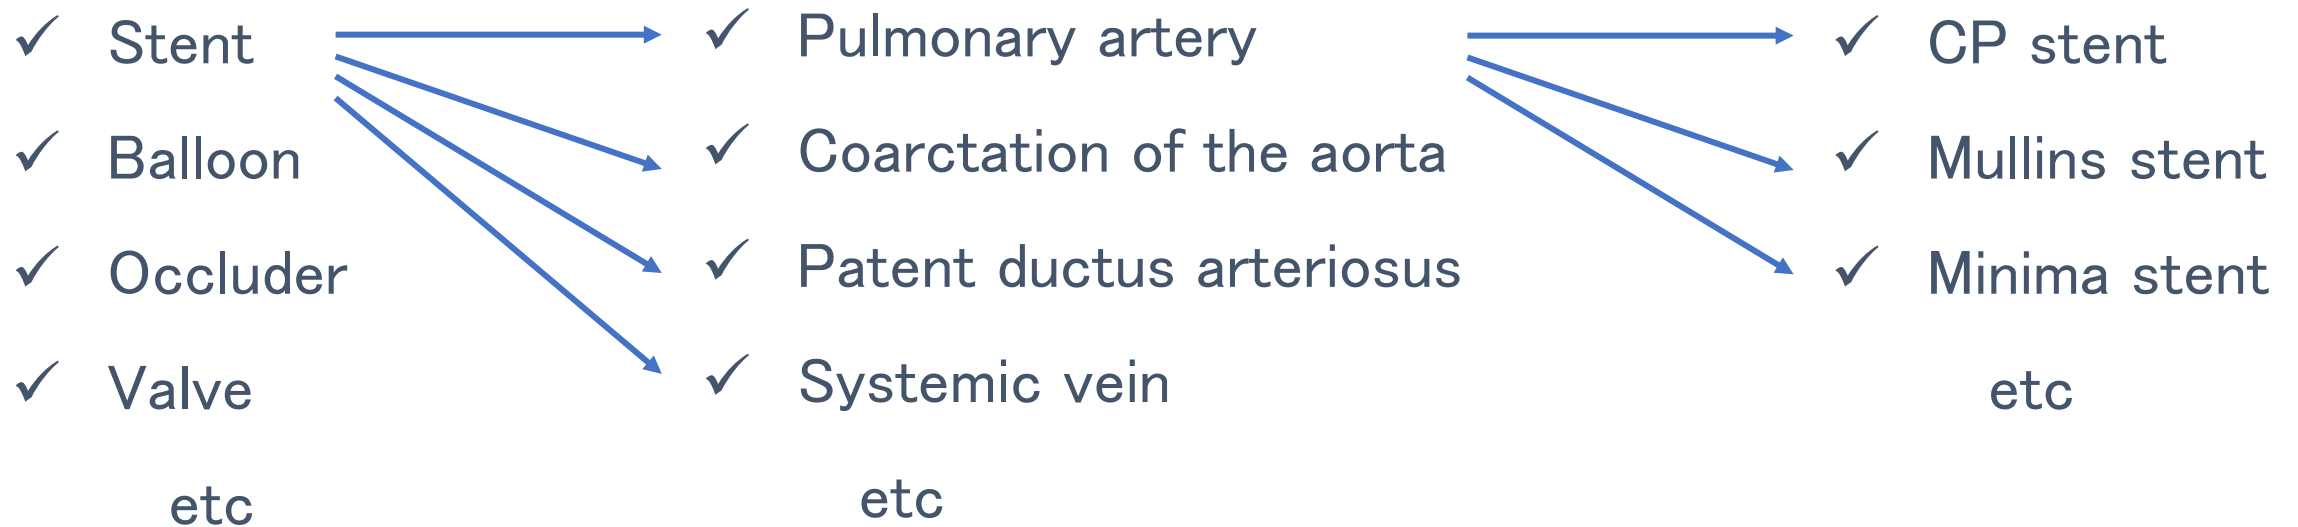 ✓ Stent
✓ Balloon
✓ Occluder
✓ Valve
etc
✓ Pulmonary artery
✓ Coarctation of the aorta
✓ Patent ductus arteriosus
✓ Systemic vein
etc
✓ CP stent
✓ Mullins stent
✓ Minima stent
etc